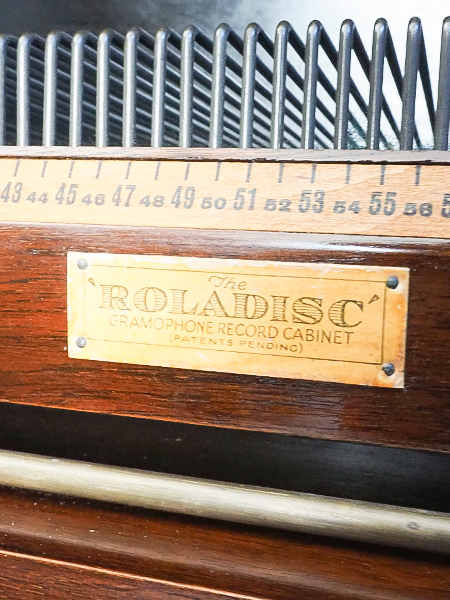 43 44 45 46 47 48 49 50 51 52 53 54 55 56
The
'ROLADISC'
GRAMOPHONE RECORD CABINET
(PATENTS PENDING)